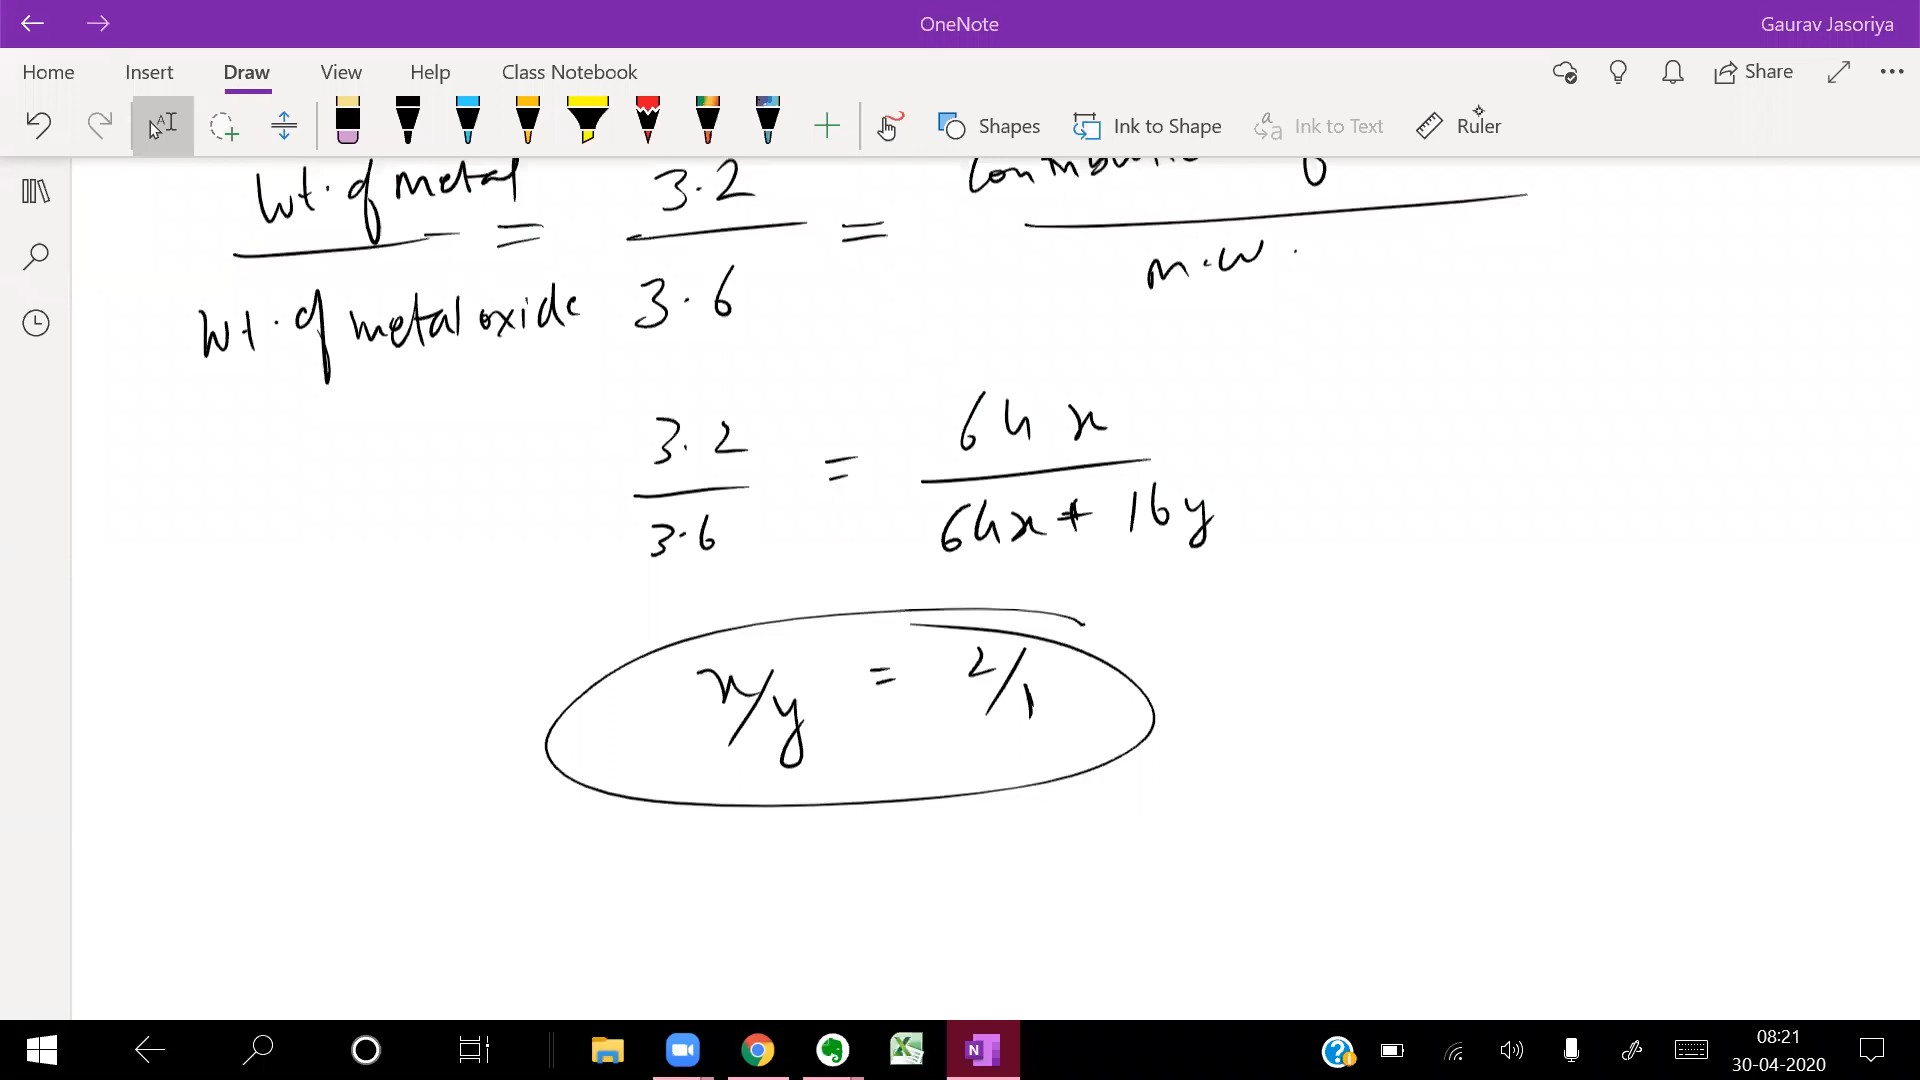 OneNote
Gaurav Jasoriya
Home Insert Draw View Help Class Notebook Share
Shapes Ink to Shape Ink to Text Ruler
Wt. of metal = 3.2 =
Wt. of metal oxide 3.6 m.w.
3.2 = 64x
3.6 64x + 16y
x/y = 2/1
08:21
30-04-2020